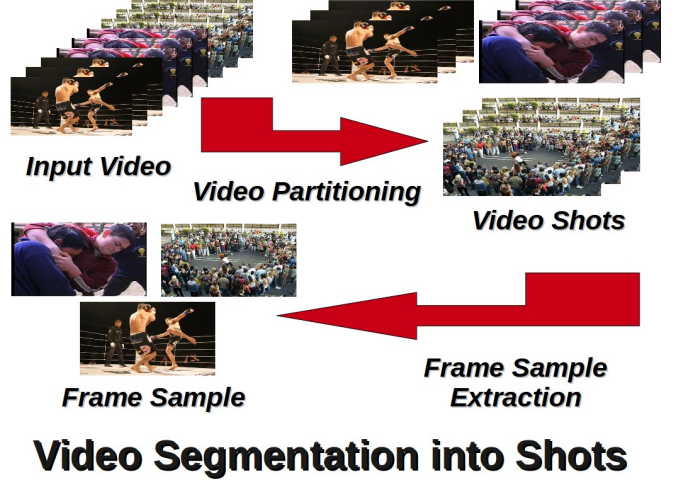 Input Video
Video Partitioning
Video Shots
Frame Sample
Extraction
Frame Sample
Video Segmentation into Shots